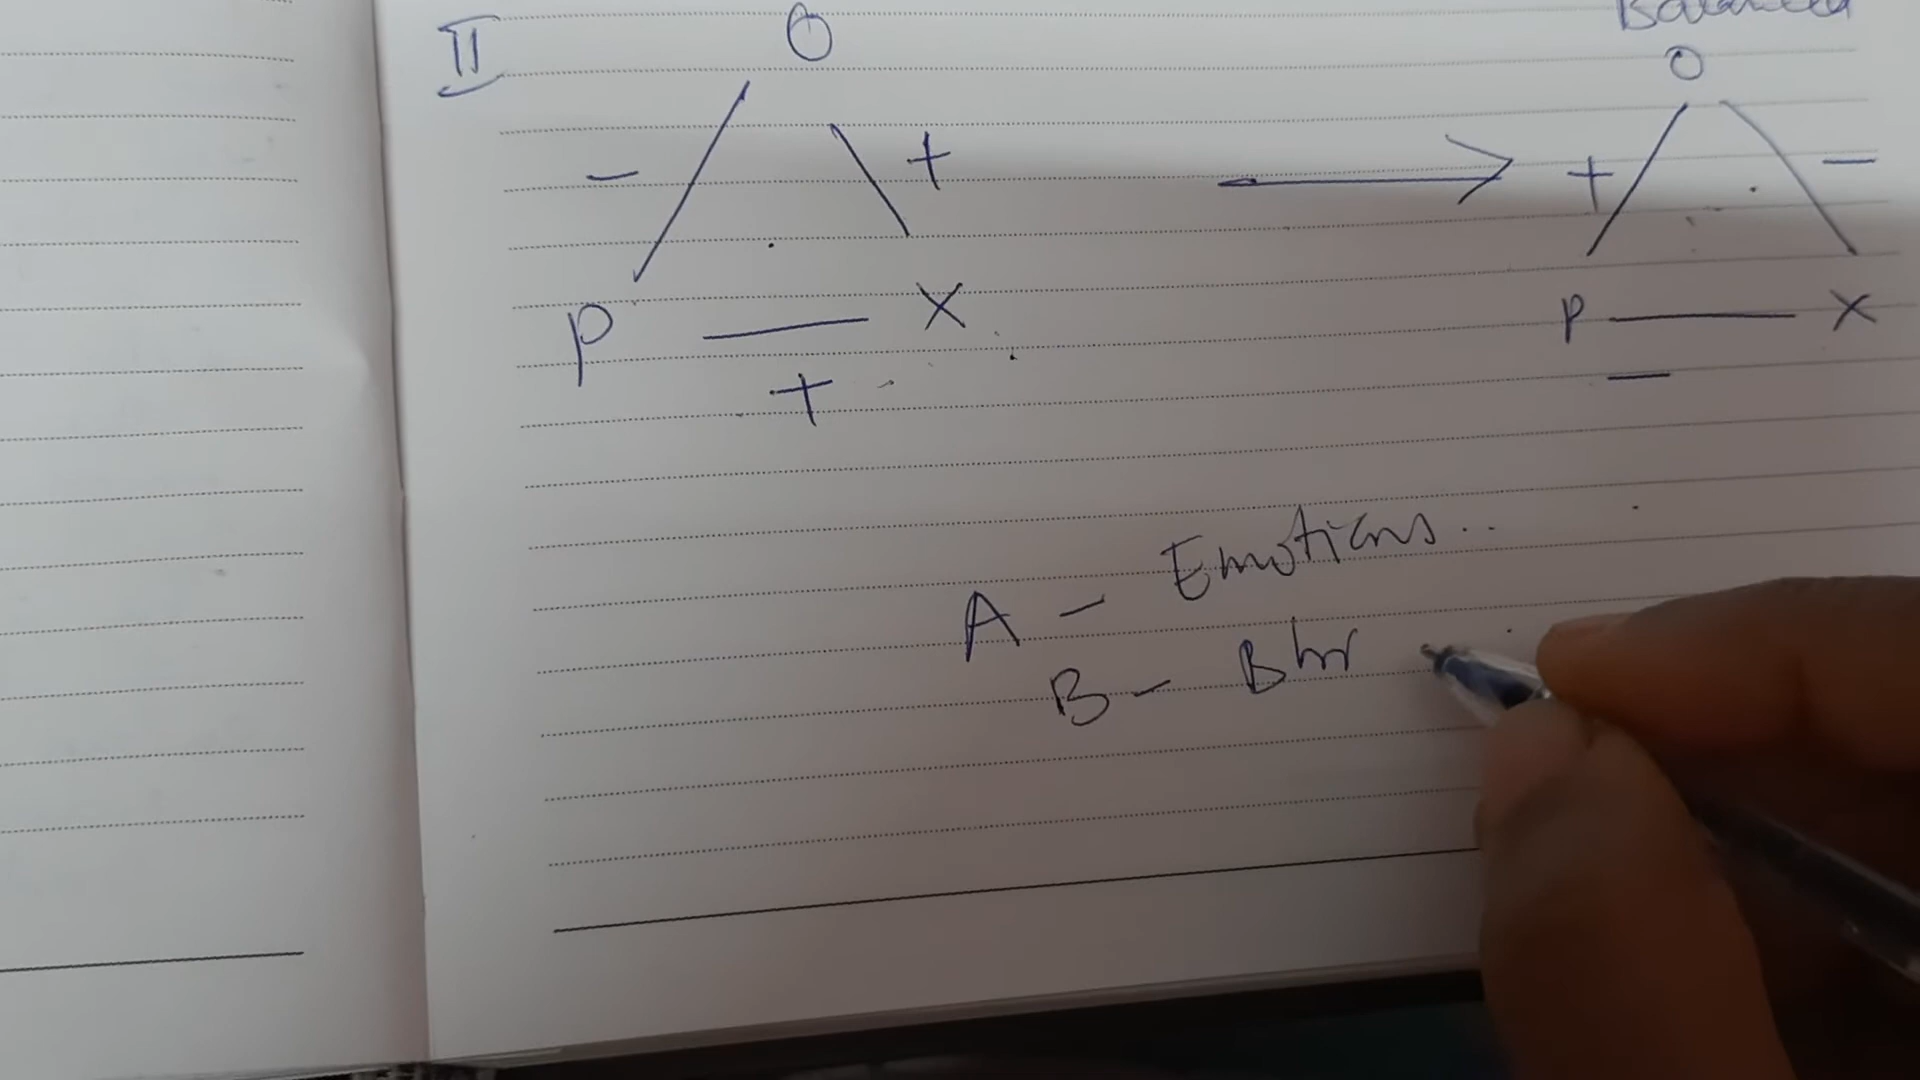 II
Balanced
O
O
- +
+ -
P X
P X
+
-
A - Emotions..
B - Bhr